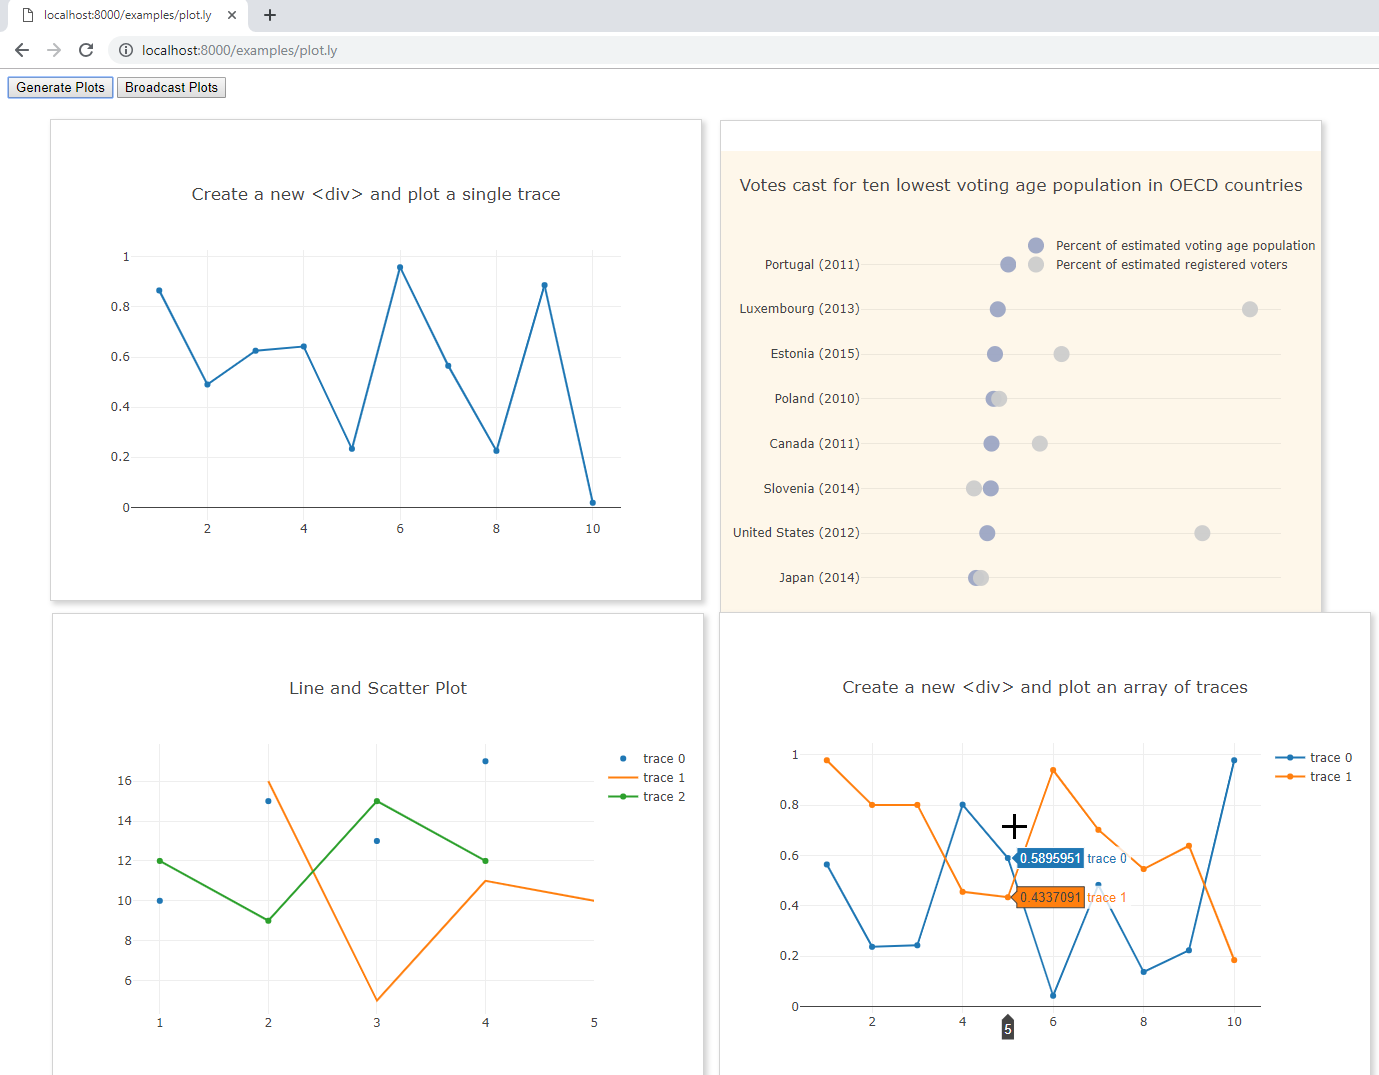 localhost:8000/examples/plot.ly
localhost:8000/examples/plot.ly
Generate Plots Broadcast Plots
Create a new <div> and plot a single trace
1
0.8
0.6
0.4
0.2
0
2 4 6 8 10
Votes cast for ten lowest voting age population in OECD countries
Percent of estimated voting age population
Percent of estimated registered voters
Portugal (2011)
Luxembourg (2013)
Estonia (2015)
Poland (2010)
Canada (2011)
Slovenia (2014)
United States (2012)
Japan (2014)
Line and Scatter Plot
trace 0
trace 1
trace 2
16
14
12
10
8
6
1 2 3 4 5
Create a new <div> and plot an array of traces
trace 0
trace 1
1
0.8
0.6
0.4
0.2
0
0.5895951 trace 0
0.4337091 trace 1
2 4 6 8 10
5